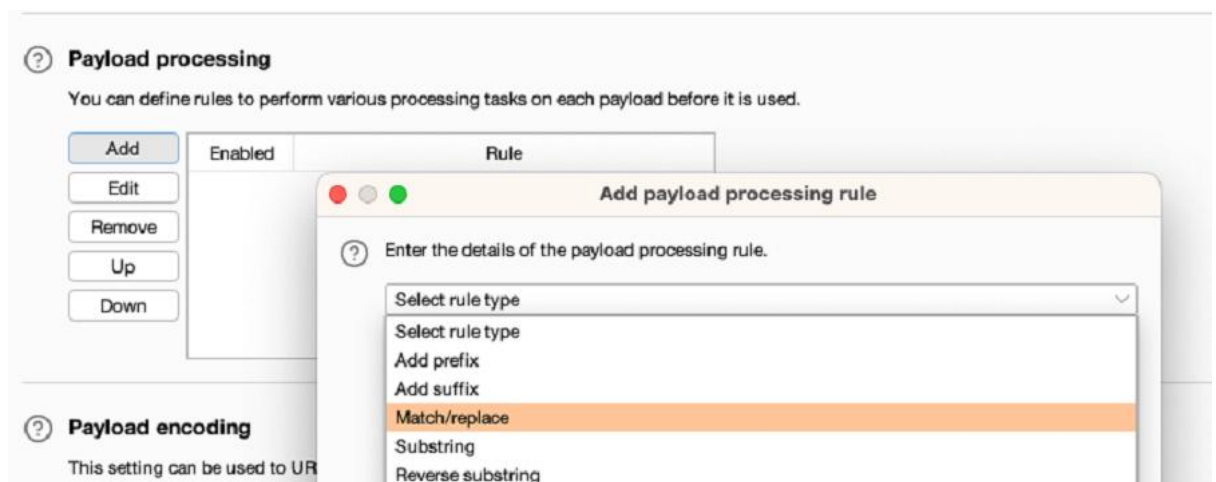 Payload processing
You can define rules to perform various processing tasks on each payload before it is used.
Add
Enabled
Rule
Edit
Remove
Up
Down
Add payload processing rule
Enter the details of the payload processing rule.
Select rule type
Select rule type
Add prefix
Add suffix
Match/replace
Substring
Reverse substring
Payload encoding
This setting can be used to UR